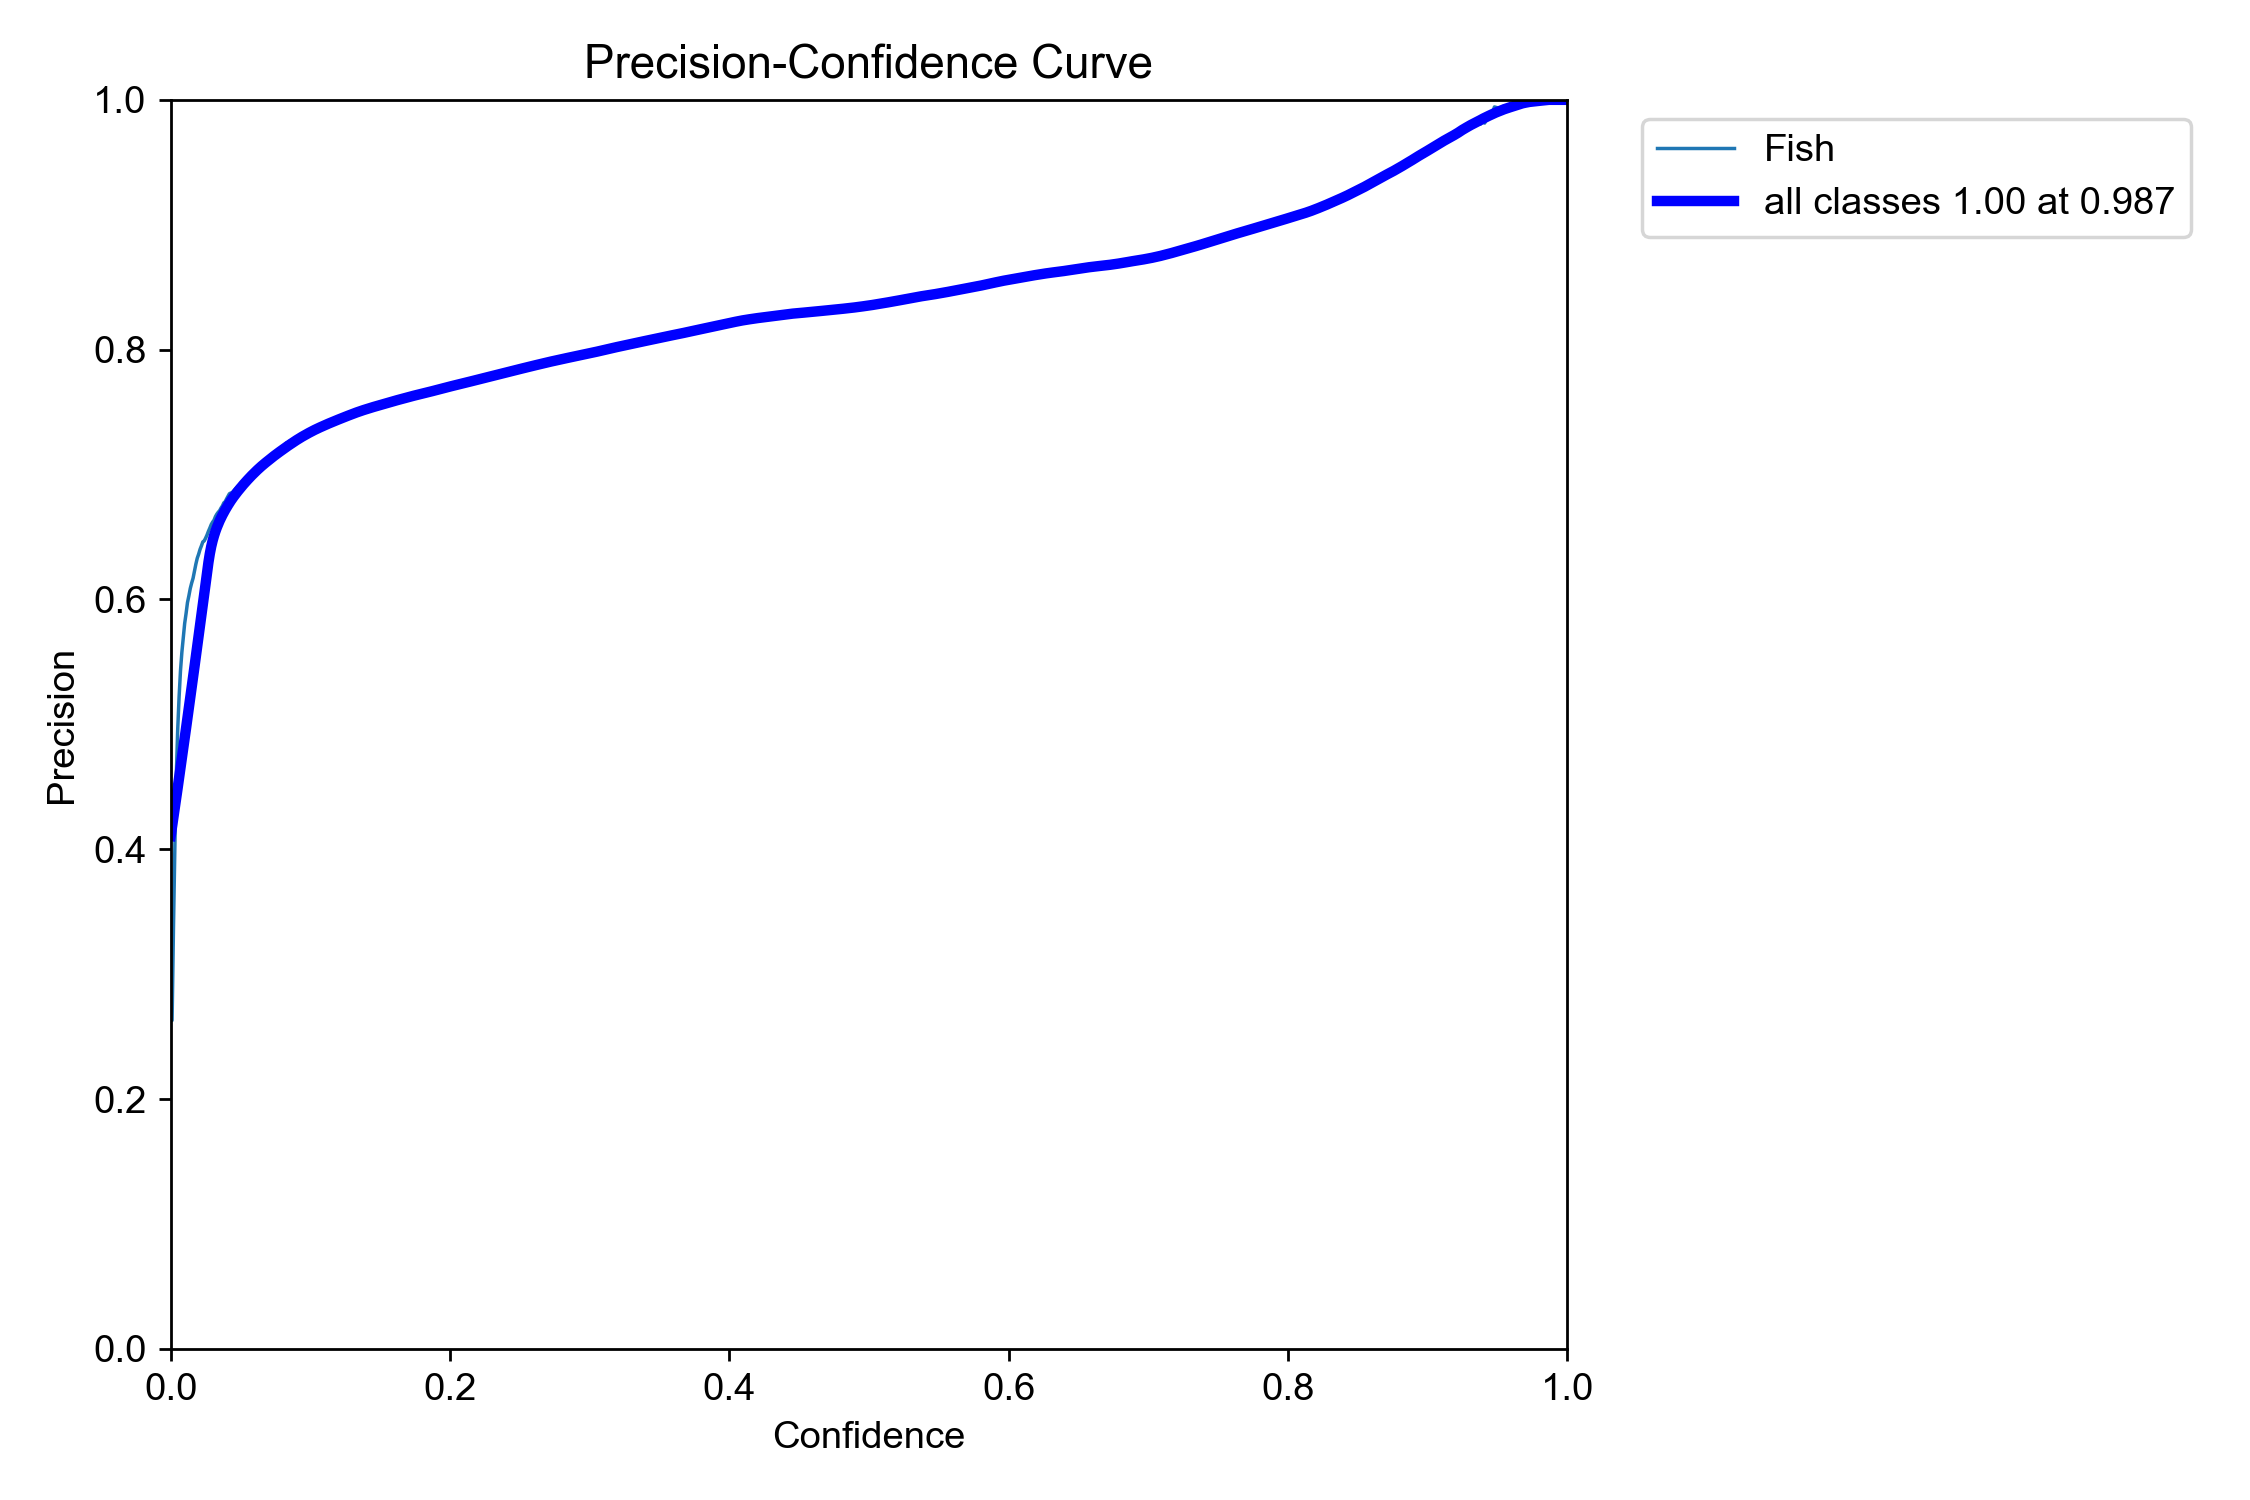 Precision-Confidence Curve
1.0
0.8
0.6
0.4
0.2
0.0
Precision
0.0 0.2 0.4 0.6 0.8 1.0
Confidence
Fish
all classes 1.00 at 0.987